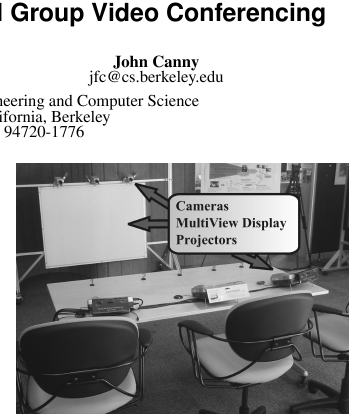 l Group Video Conferencing
John Canny
jfc@cs.berkeley.edu
neering and Computer Science
ifornia, Berkeley
94720-1776
Cameras
MultiView Display
Projectors